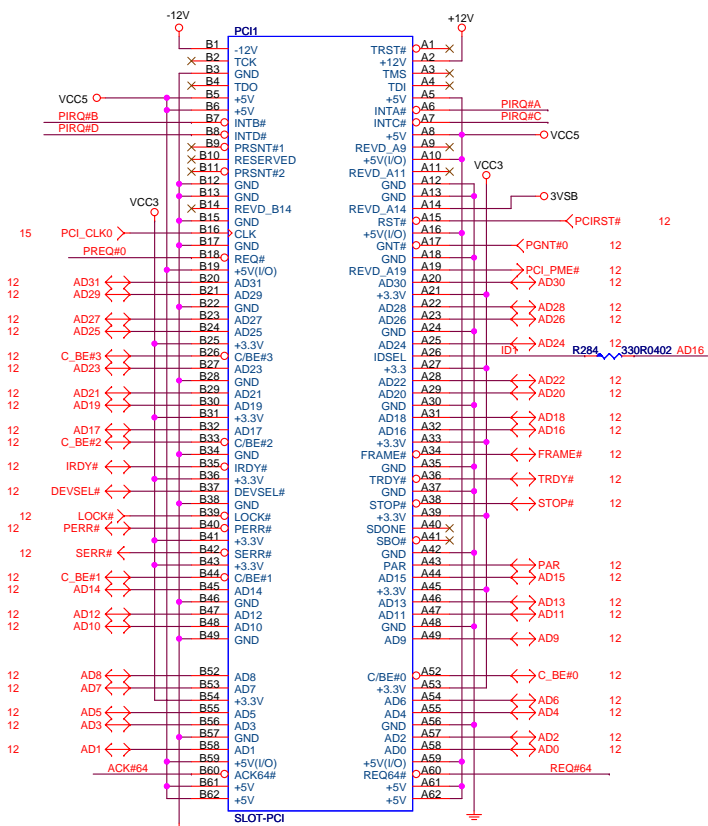 -12V +12V
PCI1
B1 -12V TRST# A1
B2 TCK +12V A2
B3 GND TMS A3
B4 TDO TDI A4
VCC5 B5 +5V +5V A5
B6 +5V INTA# A6 PIRQ#A
PIRQ#B B7 INTB# INTC# A7 PIRQ#C
PIRQ#D B8 INTD# +5V A8 VCC5
B9 PRSNT#1 REVD_A9 A9
B10 RESERVED +5V(I/O) A10
B11 PRSNT#2 REVD_A11 A11 VCC3
B12 GND GND A12
B13 GND GND A13
VCC3 B14 REVD_B14 REVD_A14 A14 3VSB
B15 GND RST# A15 PCIRST# 12
15 PCI_CLK0 B16 CLK +5V(I/O) A16
B17 GND GNT# A17 PGNT#0 12
PREQ#0 B18 REQ# GND A18
B19 +5V(I/O) REVD_A19 A19 PCI_PME# 12
12 AD31 B20 AD31 AD30 A20 AD30 12
12 AD29 B21 AD29 +3.3V A21
B22 GND AD28 A22 AD28 12
12 AD27 B23 AD27 AD26 A23 AD26 12
12 AD25 B24 AD25 GND A24
B25 +3.3V AD24 A25 AD24 12
12 C_BE#3 B26 C/BE#3 IDSEL A26 ID1 R284 330R0402 AD16
12 AD23 B27 AD23 +3.3 A27
B28 GND AD22 A28 AD22 12
12 AD21 B29 AD21 AD20 A29 AD20 12
12 AD19 B30 AD19 GND A30
B31 +3.3V AD18 A31 AD18 12
12 AD17 B32 AD17 AD16 A32 AD16 12
12 C_BE#2 B33 C/BE#2 +3.3V A33
B34 GND FRAME# A34 FRAME# 12
12 IRDY# B35 IRDY# GND A35
B36 +3.3V TRDY# A36 TRDY# 12
12 DEVSEL# B37 DEVSEL# GND A37
B38 GND STOP# A38 STOP# 12
12 LOCK# B39 LOCK# +3.3V A39
12 PERR# B40 PERR# SDONE A40
B41 +3.3V SBO# A41
12 SERR# B42 SERR# GND A42
B43 +3.3V PAR A43 PAR 12
12 C_BE#1 B44 C/BE#1 AD15 A44 AD15 12
12 AD14 B45 AD14 +3.3V A45
B46 GND AD13 A46 AD13 12
12 AD12 B47 AD12 AD11 A47 AD11 12
12 AD10 B48 AD10 GND A48
B49 GND AD9 A49 AD9 12
12 AD8 B52 AD8 C/BE#0 A52 C_BE#0 12
12 AD7 B53 AD7 +3.3V A53
B54 +3.3V AD6 A54 AD6 12
12 AD5 B55 AD5 AD4 A55 AD4 12
12 AD3 B56 AD3 GND A56
B57 GND AD2 A57 AD2 12
12 AD1 B58 AD1 AD0 A58 AD0 12
B59 +5V(I/O) +5V(I/O) A59
ACK#64 B60 ACK64# REQ64# A60 REQ#64
B61 +5V +5V A61
B62 +5V +5V A62
SLOT-PCI